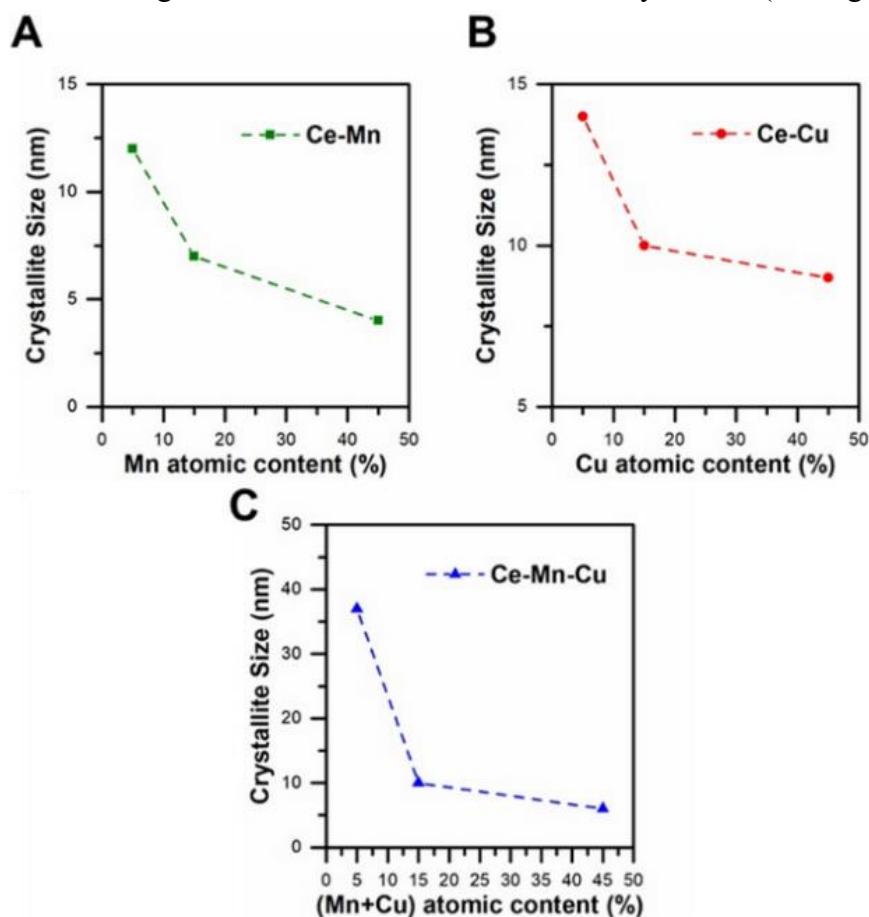 A
15
10
5
0
Crystallite Size (nm)
Ce-Mn
0 10 20 30 40 50
Mn atomic content (%)
B
15
10
5
Crystallite Size (nm)
Ce-Cu
0 10 20 30 40 50
Cu atomic content (%)
C
50
40
30
20
10
0
Crystallite Size (nm)
Ce-Mn-Cu
0 5 10 15 20 25 30 35 40 45 50
(Mn+Cu) atomic content (%)